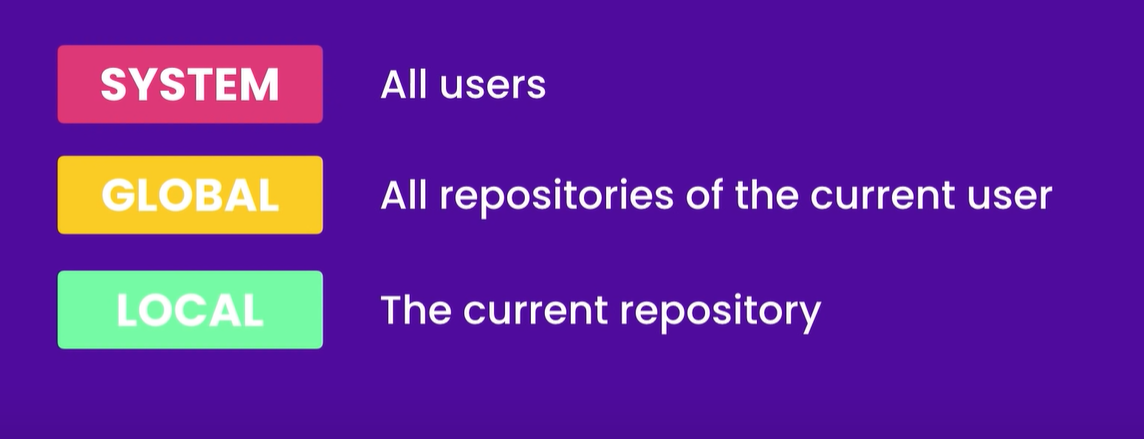 SYSTEM All users
GLOBAL All repositories of the current user
LOCAL The current repository